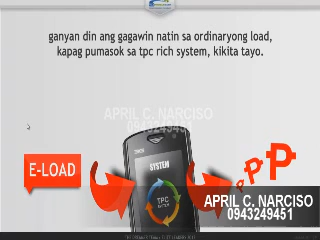 ganyan din ang gagawin natin sa ordinaryong load,
kapag pumasok sa tpc rich system, kikita tayo.
APRIL C. NARCISO
0943249451
SYSTEM
E-LOAD
TPC
APRIL C. NARCISO
0943249451